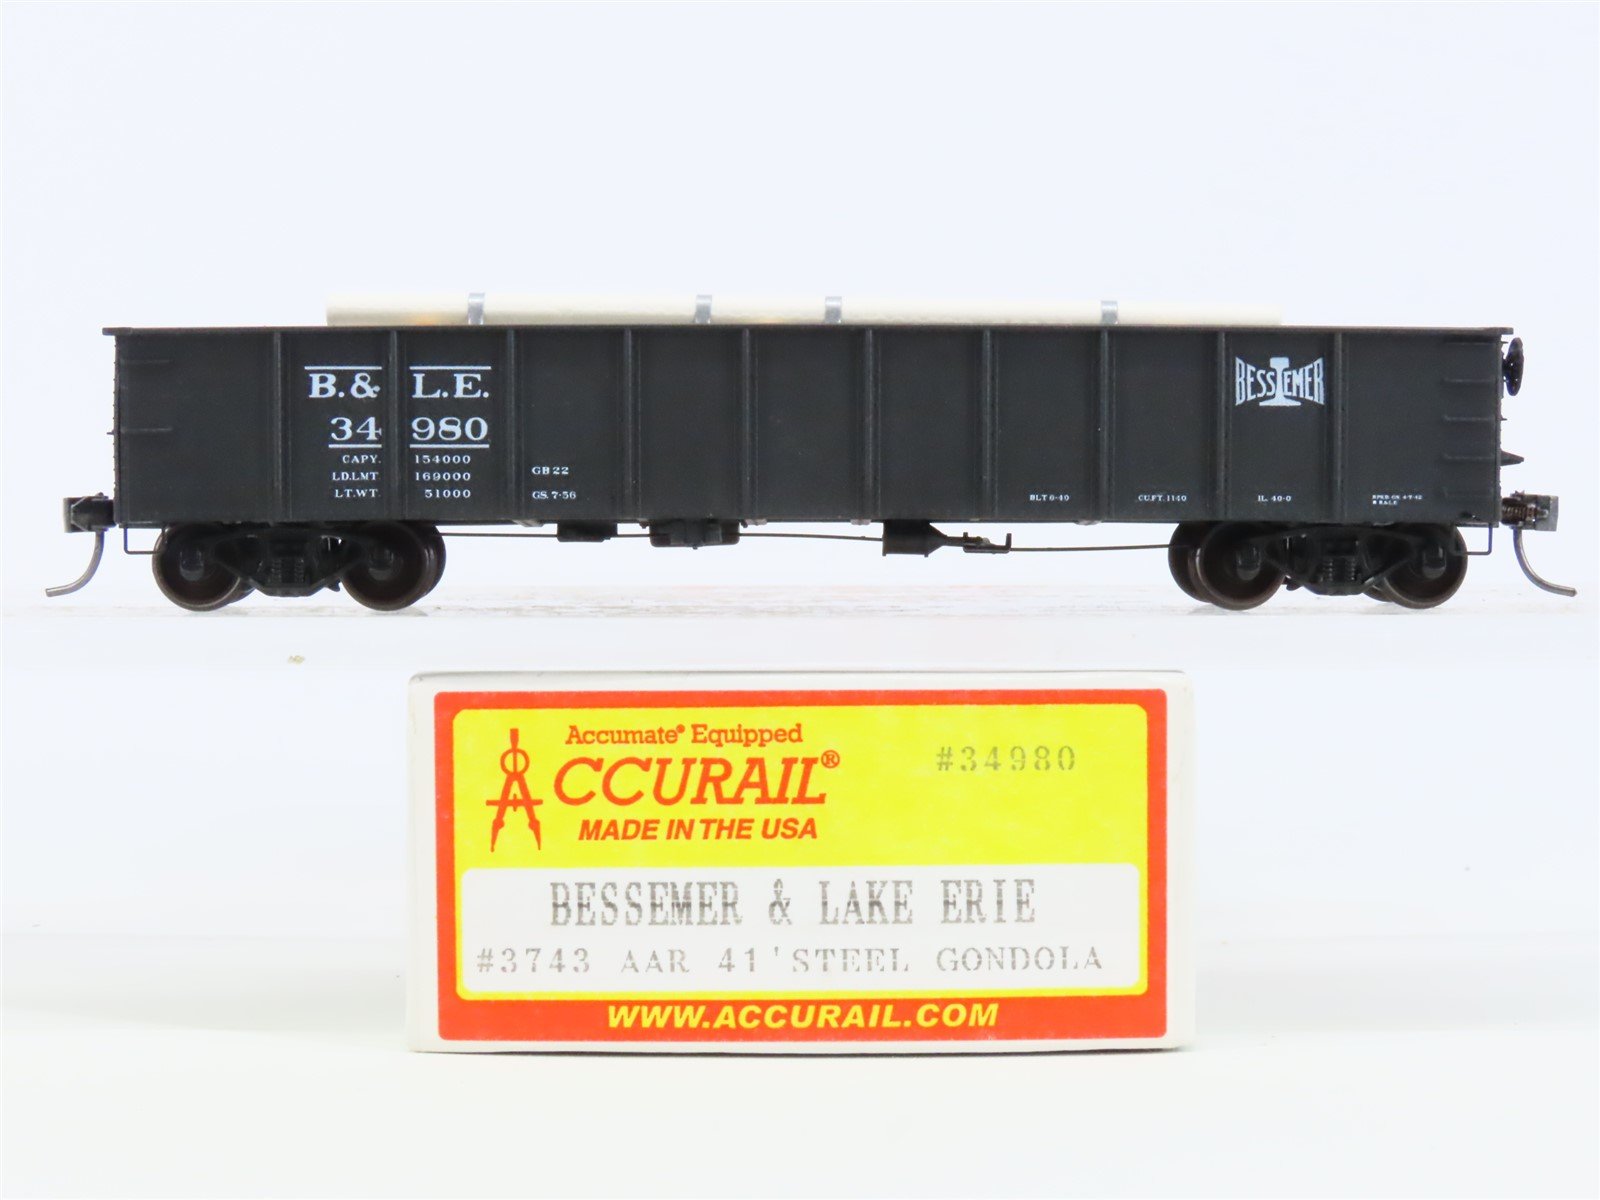 B. & L.E.
34 980
CAPY. 154000
LD.LMT 169000
LT.WT. 51000
GB 22
GS. 7-56
BLT 6-40
CU.FT. 1140
IL. 40-0
BESSEMER
Accumate® Equipped
ACCURAIL®
MADE IN THE USA
#34980
BESSEMER & LAKE ERIE
#3743 AAR 41' STEEL GONDOLA
WWW.ACCURAIL.COM